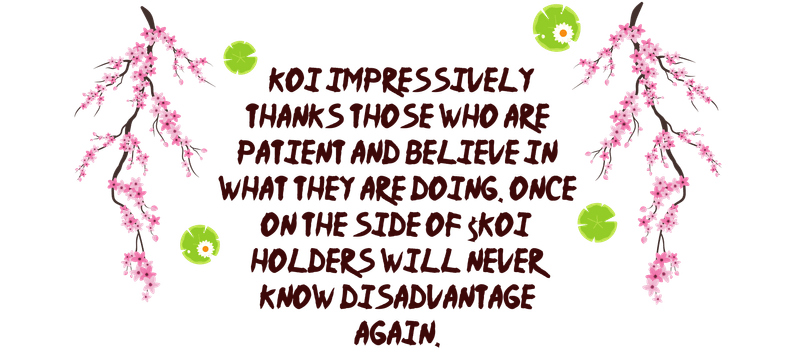 KOI IMPRESSIVELY
THANKS THOSE WHO ARE
PATIENT AND BELIEVE IN
WHAT THEY ARE DOING. ONCE
ON THE SIDE OF $KOI
HOLDERS WILL NEVER
KNOW DISADVANTAGE
AGAIN.